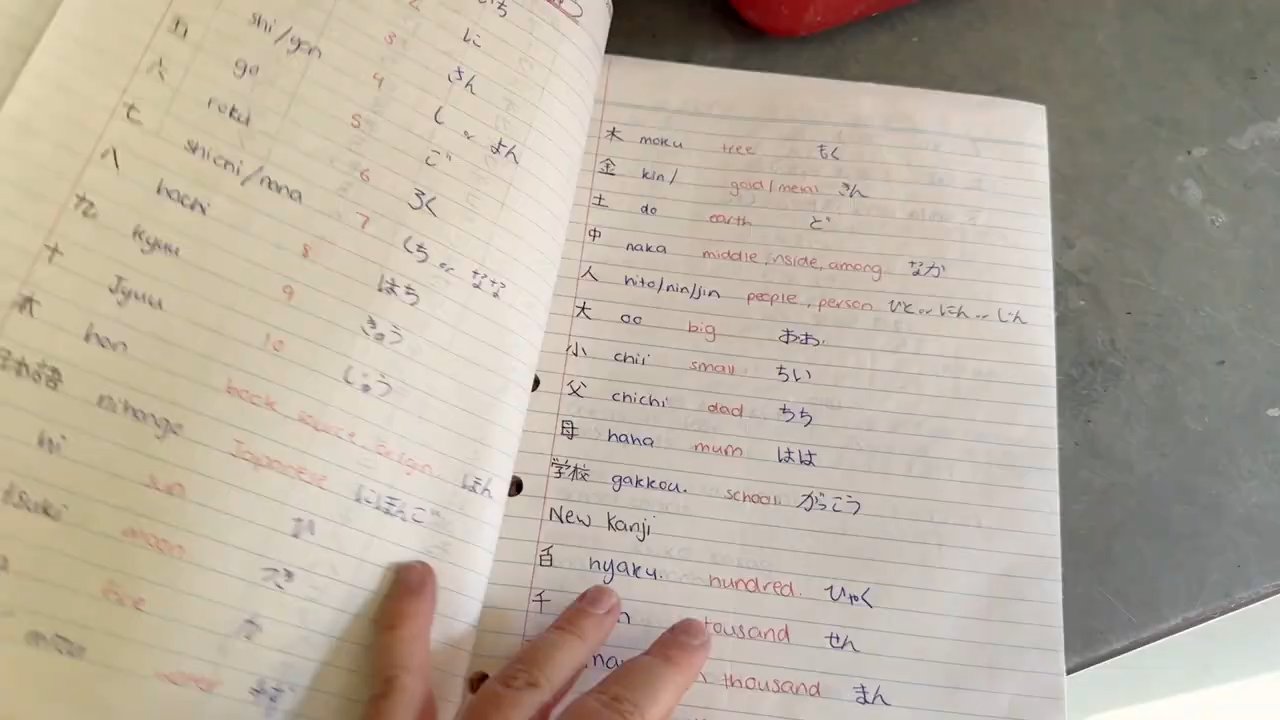 ち
五 shi/yon 3 に
六 go 4 さん
七 roku 5 し or よん
八 shichi/nana 6 ご
九 hachi 7 ろく
十 kyuu 8 しち or なな
本 Jyuu 9 はち
hon 10 きゅう
nihongo じゅう
hi book, ほん
sun Japanese にほんご
moon ひ
木 moku tree もく
金 kin/ gold/metal きん
土 do earth ど
中 naka middle, inside, among なか
人 hito/nin/jin people, person ひと or にん or じん
大 oo big おお
小 chii small ちい
父 chichi dad ちち
母 haha mum はは
学校 gakkou. school がっこう
New Kanji
百 hyaku. hundred. ひゃく
千 tousand せん
thousand まん